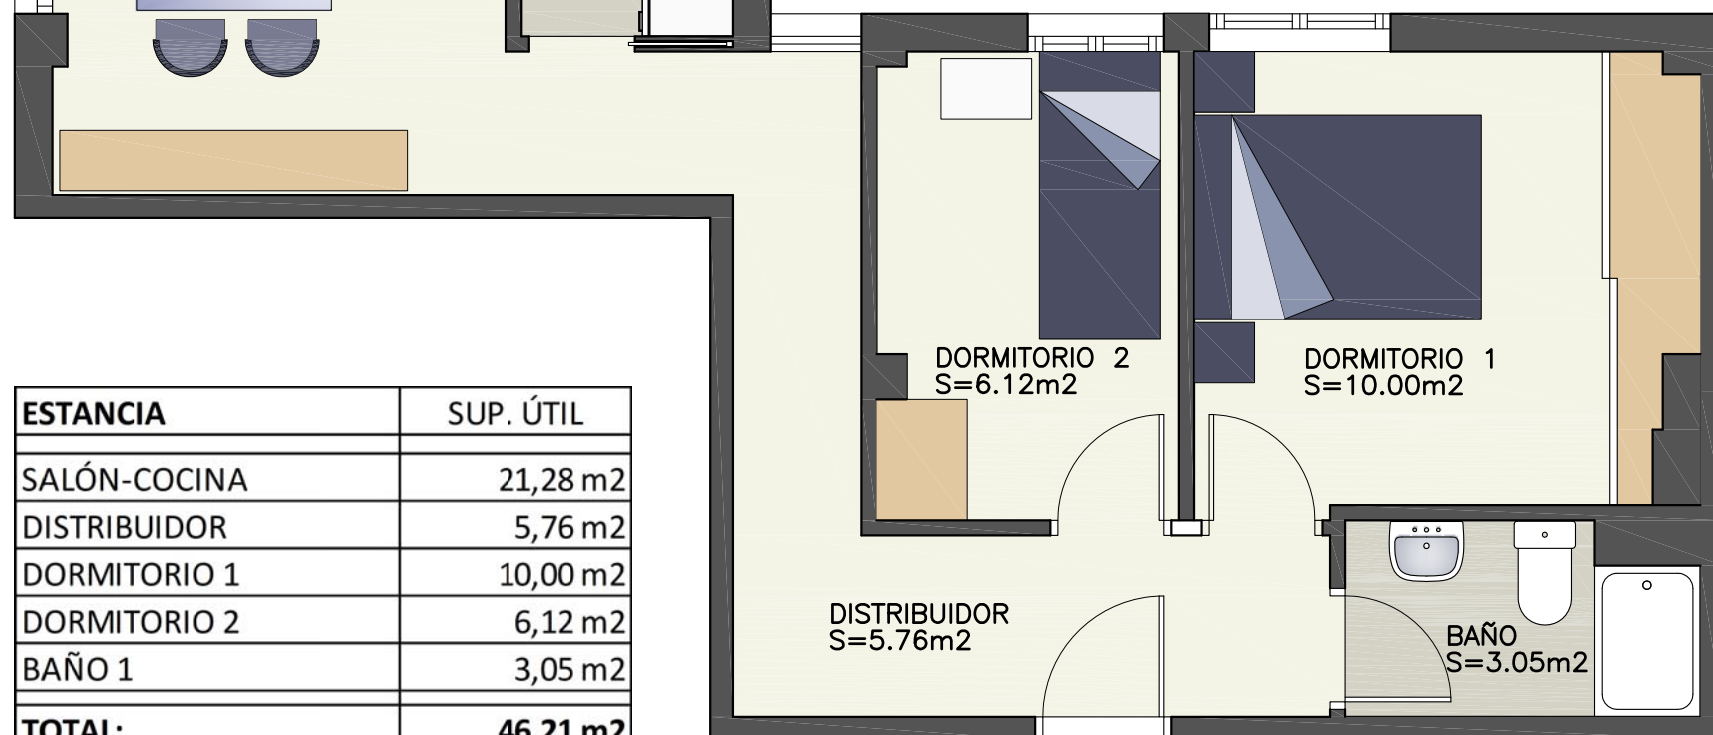 DORMITORIO 2
S=6.12m2
DORMITORIO 1
S=10.00m2
ESTANCIA SUP. ÚTIL
SALÓN-COCINA 21,28 m2
DISTRIBUIDOR 5,76 m2
DORMITORIO 1 10,00 m2
DORMITORIO 2 6,12 m2
BAÑO 1 3,05 m2
TOTAL: 46,21 m2
DISTRIBUIDOR
S=5.76m2
BAÑO
S=3.05m2